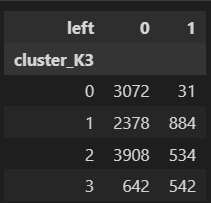 left 0 1
cluster_K3
0 3072 31
1 2378 884
2 3908 534
3 642 542